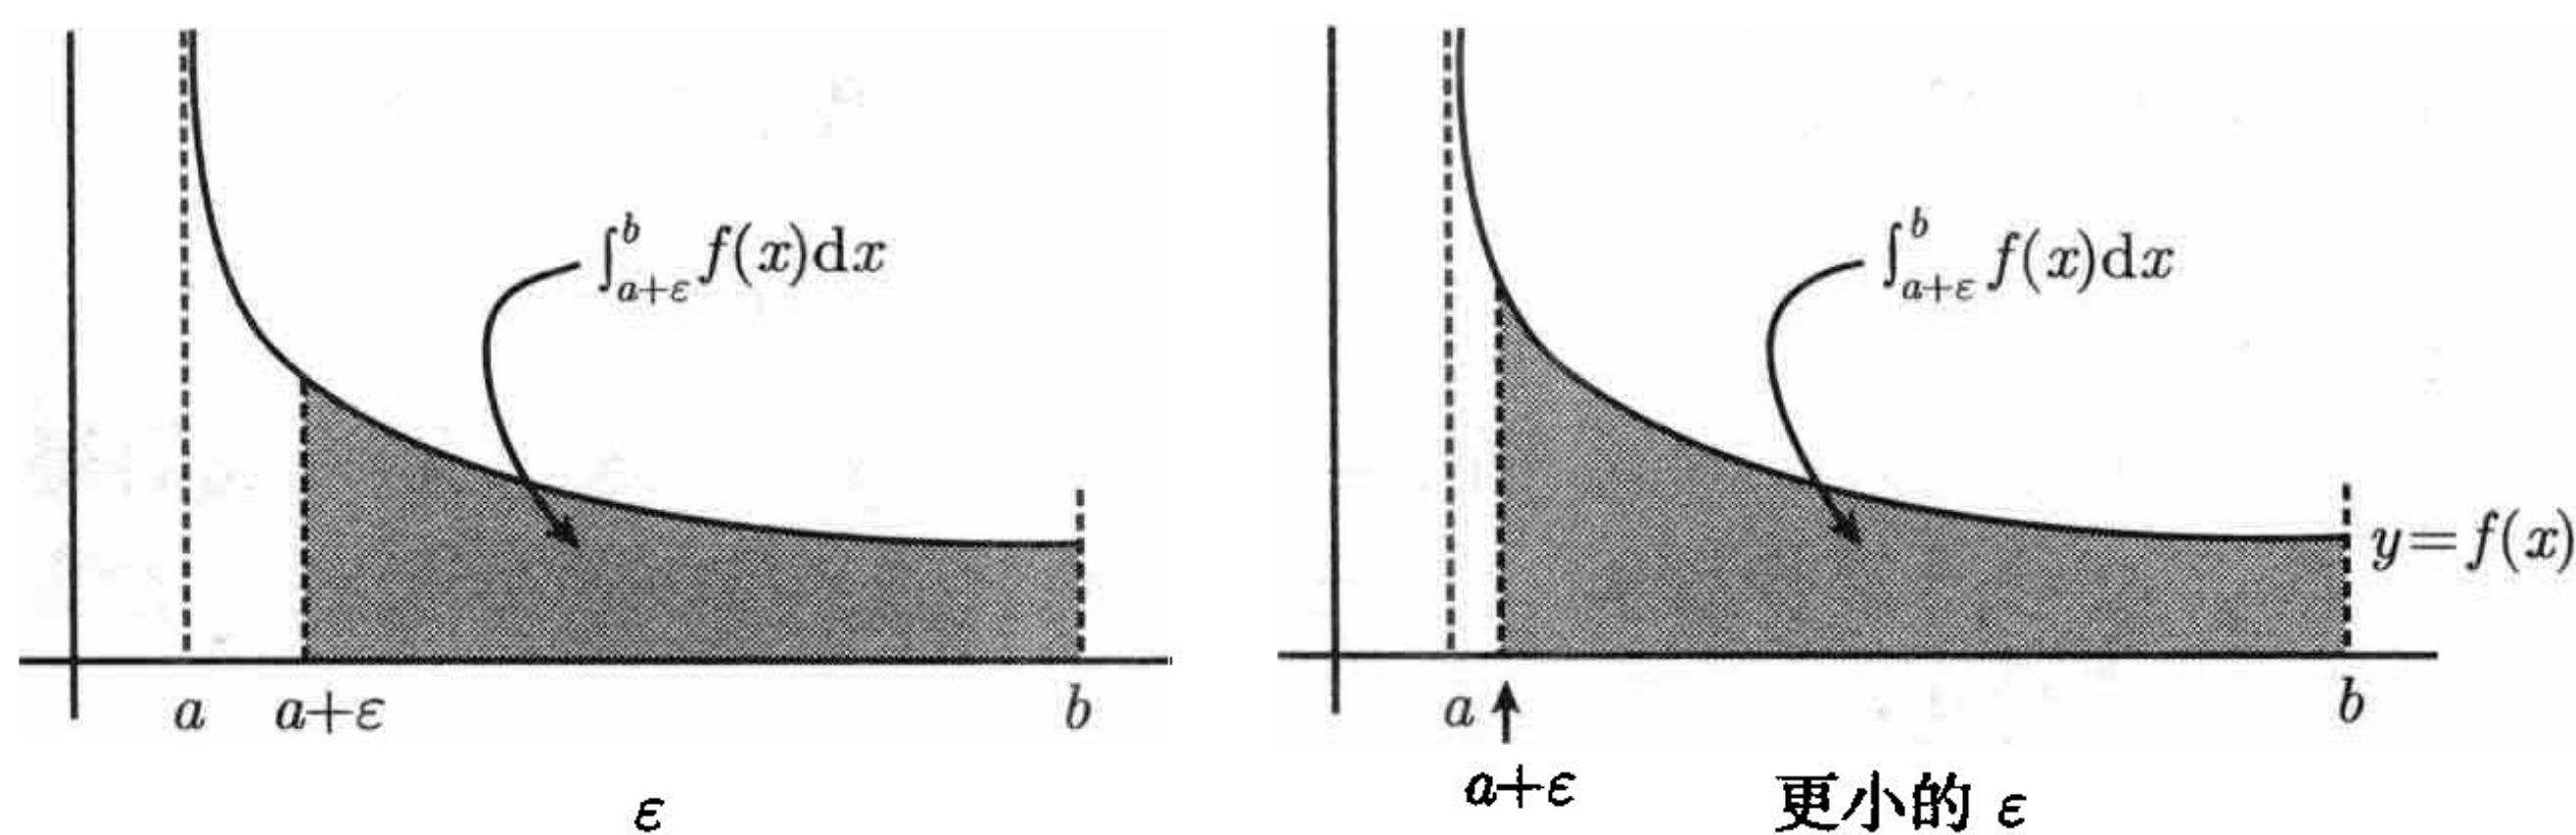 ∫_{a+ε}^{b} f(x)dx
a a+ε b
ε
∫_{a+ε}^{b} f(x)dx
y=f(x)
a b
a+ε
更小的 ε